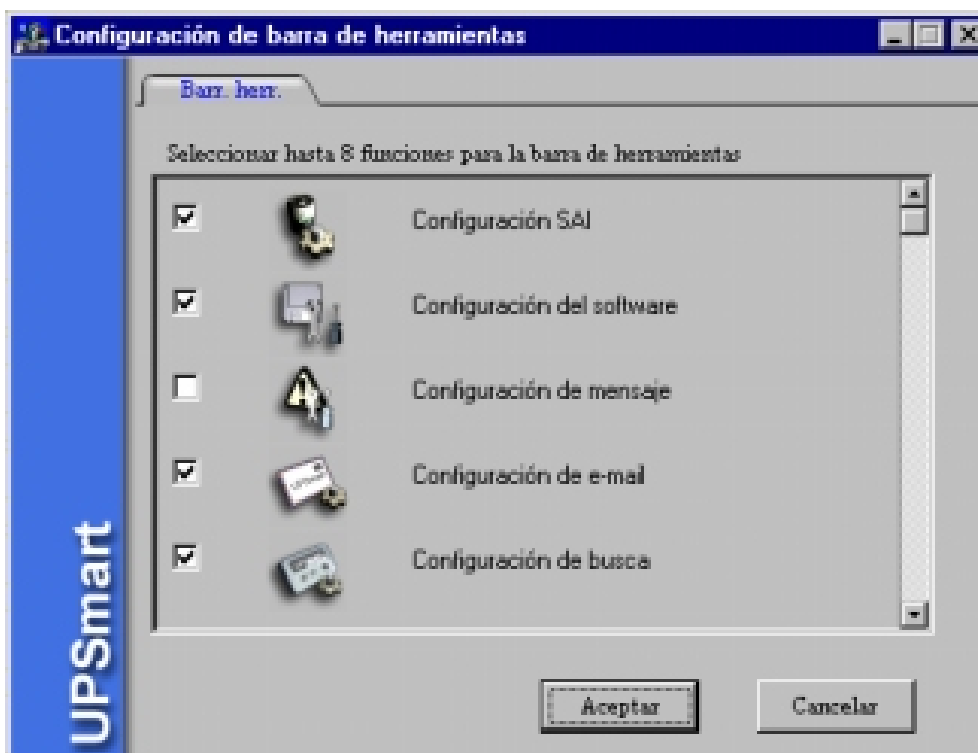 Configuración de barra de herramientas
Barr. herr.
Seleccionar hasta 8 funciones para la barra de herramientas
Configuración SAI
Configuración del software
Configuración de mensaje
Configuración de e-mail
Configuración de busca
UPSmart
Aceptar
Cancelar